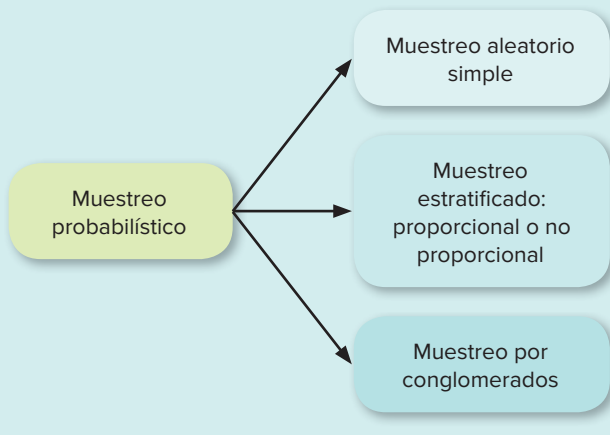 Muestreo
probabilístico
Muestreo aleatorio
simple
Muestreo
estratificado:
proporcional o no
proporcional
Muestreo por
conglomerados